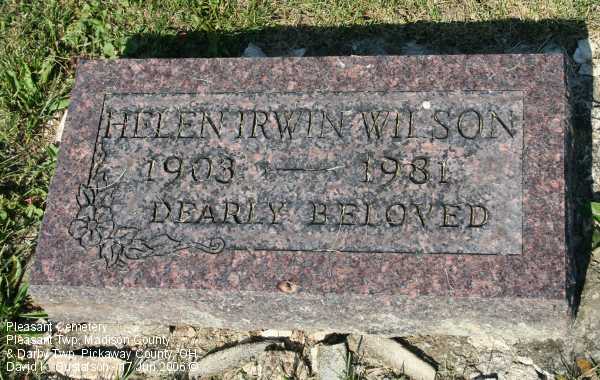 HELEN IRWIN WILSON
1903 — 1981
DEARLY BELOVED
Pleasant Cemetery
Pleasant Twp, Madison County
& Darby Twp, Pickaway County, OH
David K. Gustafson - 17 Jun 2006 ©